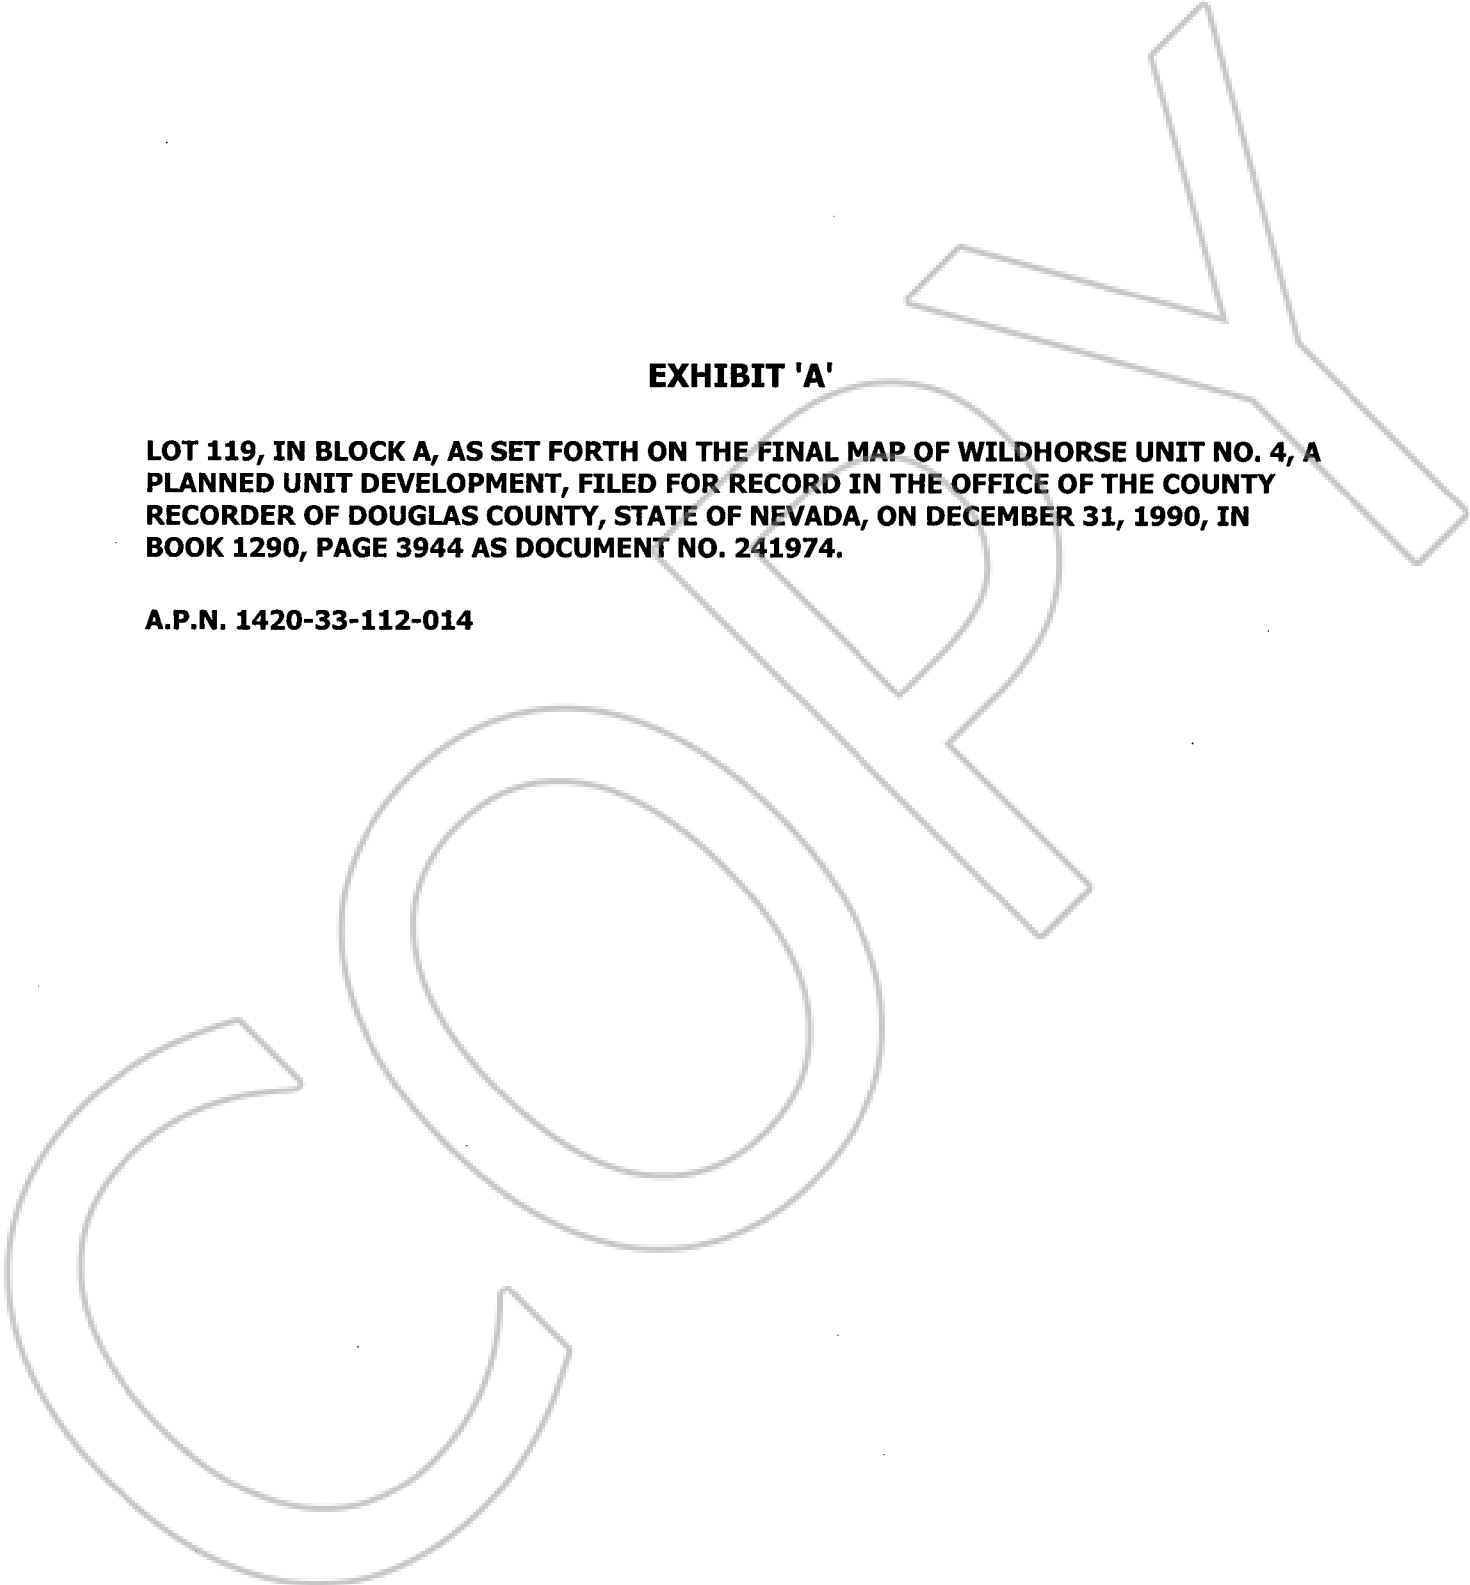 EXHIBIT 'A'
LOT 119, IN BLOCK A, AS SET FORTH ON THE FINAL MAP OF WILDHORSE UNIT NO. 4, A
PLANNED UNIT DEVELOPMENT, FILED FOR RECORD IN THE OFFICE OF THE COUNTY
RECORDER OF DOUGLAS COUNTY, STATE OF NEVADA, ON DECEMBER 31, 1990, IN
BOOK 1290, PAGE 3944 AS DOCUMENT NO. 241974.
A.P.N. 1420-33-112-014
COPY